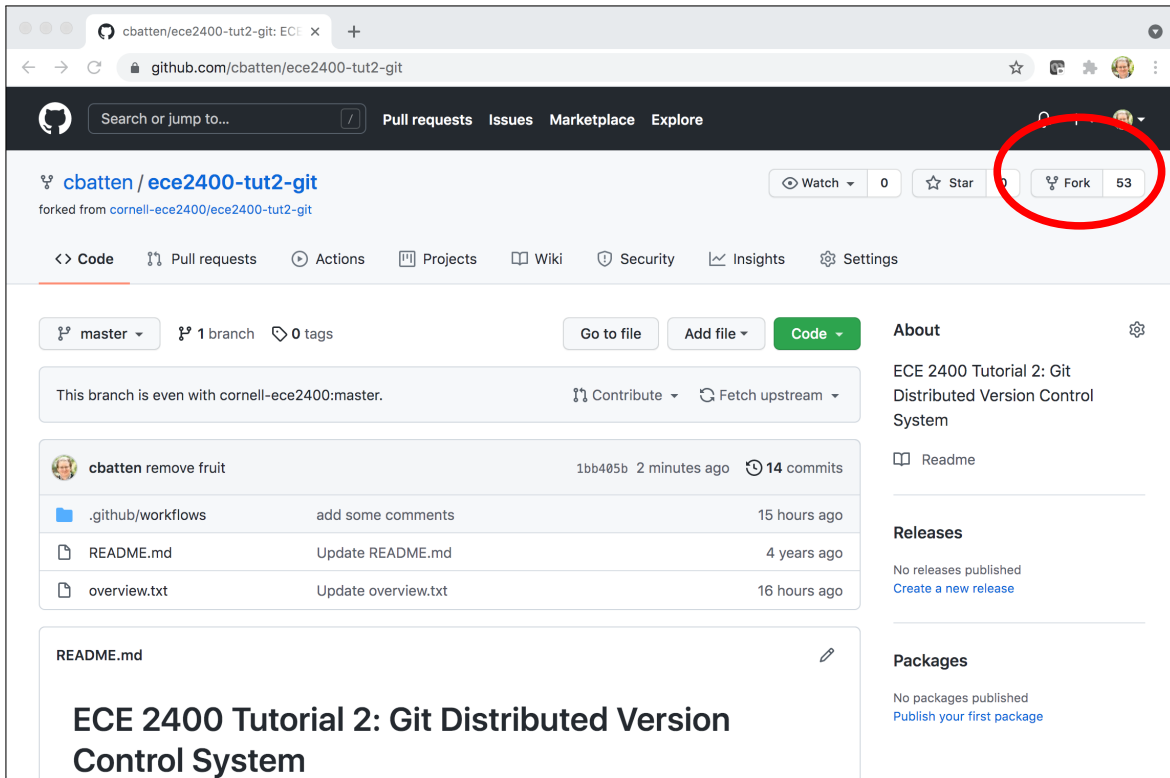 cbatten/ece2400-tut2-git: ECE
github.com/cbatten/ece2400-tut2-git
Search or jump to... / Pull requests Issues Marketplace Explore
cbatten / ece2400-tut2-git Watch 0 Star 0 Fork 53
forked from cornell-ece2400/ece2400-tut2-git
<> Code Pull requests Actions Projects Wiki Security Insights Settings
master 1 branch 0 tags Go to file Add file Code
This branch is even with cornell-ece2400:master. Contribute Fetch upstream
cbatten remove fruit 1bb405b 2 minutes ago 14 commits
.github/workflows add some comments 15 hours ago
README.md Update README.md 4 years ago
overview.txt Update overview.txt 16 hours ago
README.md
ECE 2400 Tutorial 2: Git Distributed Version
Control System
About
ECE 2400 Tutorial 2: Git
Distributed Version Control
System
Readme
Releases
No releases published
Create a new release
Packages
No packages published
Publish your first package